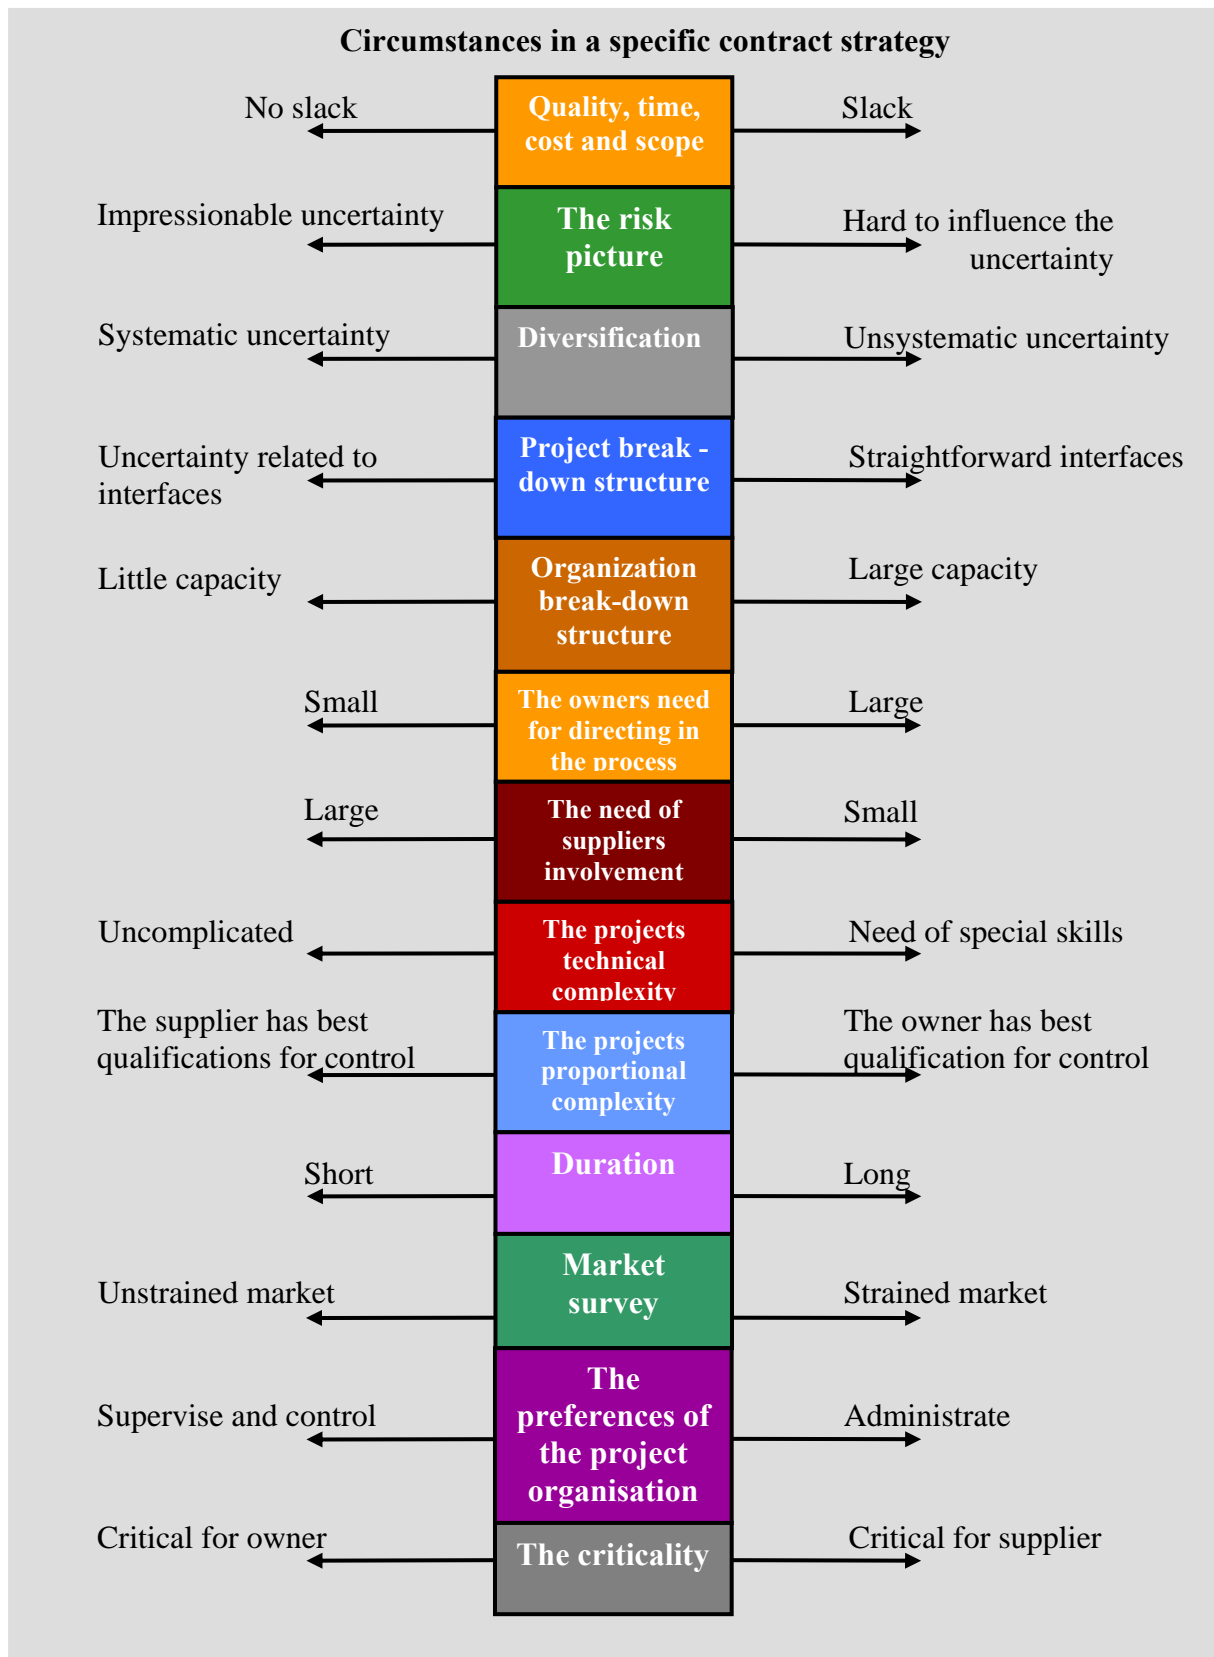 Circumstances in a specific contract strategy
No slack
Quality, time,
cost and scope
Slack
Impressionable uncertainty
The risk
picture
Hard to influence the
uncertainty
Systematic uncertainty
Diversification
Unsystematic uncertainty
Uncertainty related to
interfaces
Project break -
down structure
Straightforward interfaces
Little capacity
Organization
break-down
structure
Large capacity
Small
The owners need
for directing in
the process
Large
Large
The need of
suppliers
involvement
Small
Uncomplicated
The projects
technical
complexity
Need of special skills
The supplier has best
qualifications for control
The projects
proportional
complexity
The owner has best
qualification for control
Short
Duration
Long
Unstrained market
Market
survey
Strained market
Supervise and control
The
preferences of
the project
organisation
Administrate
Critical for owner
The criticality
Critical for supplier